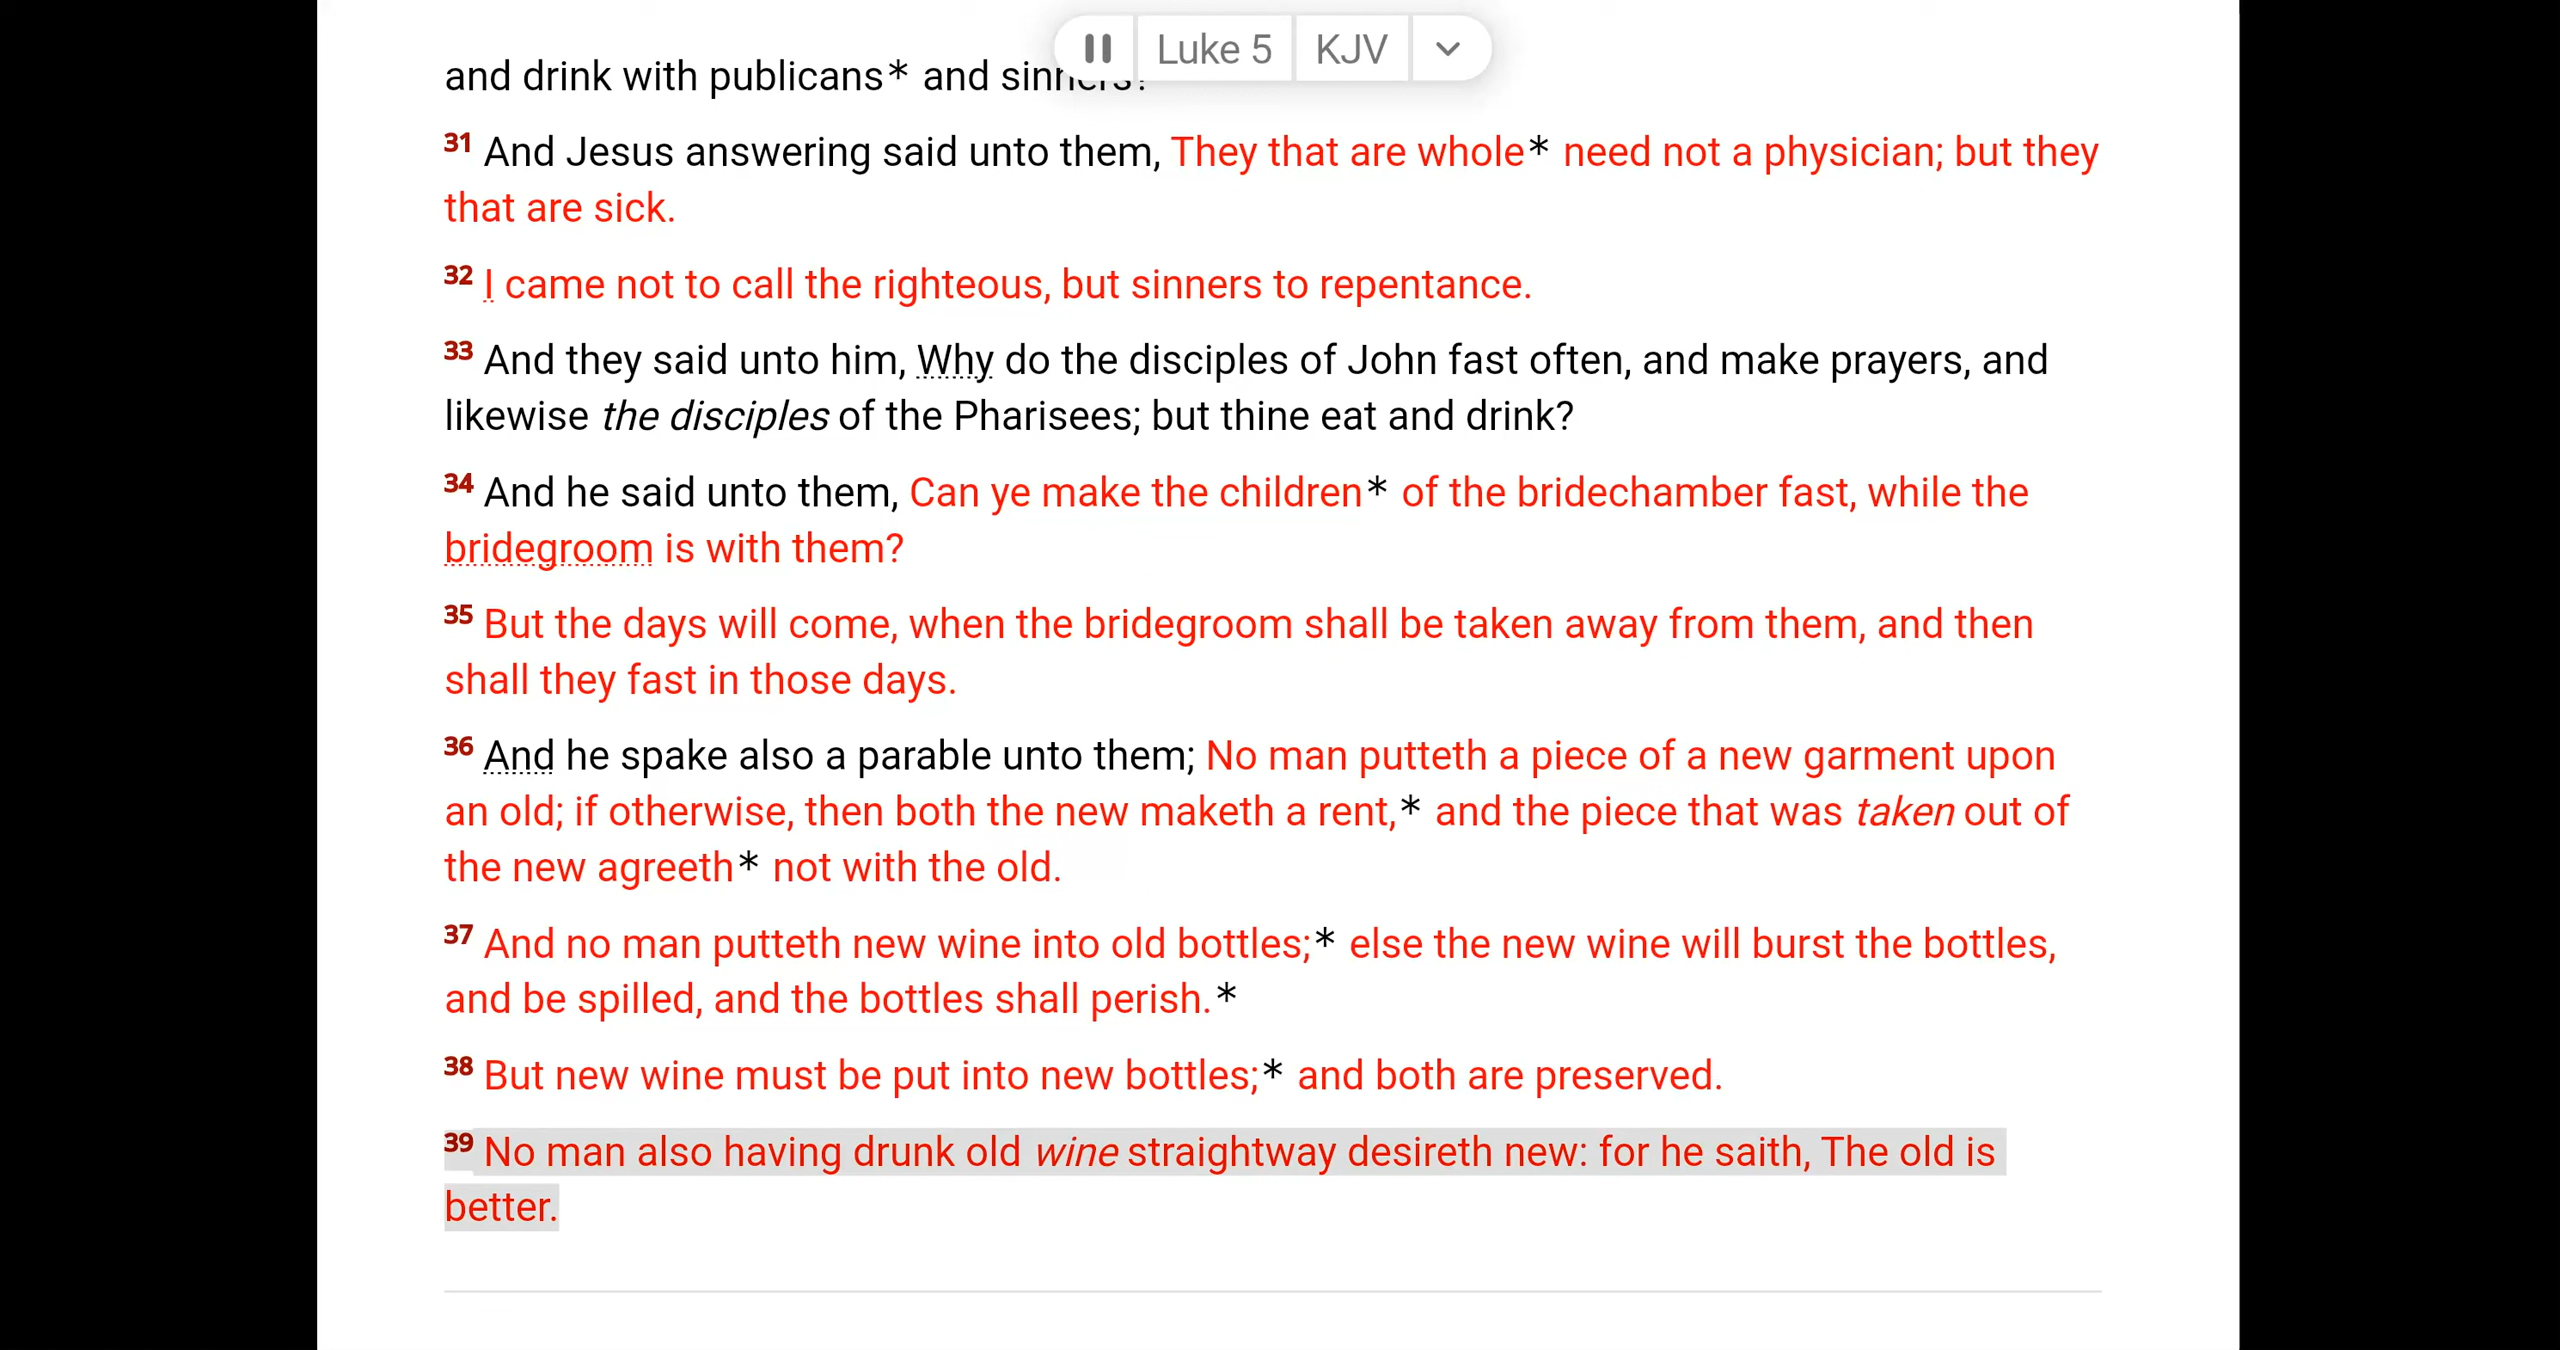 Luke 5 KJV
and drink with publicans* and sinners?
31 And Jesus answering said unto them, They that are whole* need not a physician; but they
that are sick.
32 I came not to call the righteous, but sinners to repentance.
33 And they said unto him, Why do the disciples of John fast often, and make prayers, and
likewise the disciples of the Pharisees; but thine eat and drink?
34 And he said unto them, Can ye make the children* of the bridechamber fast, while the
bridegroom is with them?
35 But the days will come, when the bridegroom shall be taken away from them, and then
shall they fast in those days.
36 And he spake also a parable unto them; No man putteth a piece of a new garment upon
an old; if otherwise, then both the new maketh a rent,* and the piece that was taken out of
the new agreeth* not with the old.
37 And no man putteth new wine into old bottles;* else the new wine will burst the bottles,
and be spilled, and the bottles shall perish.*
38 But new wine must be put into new bottles;* and both are preserved.
39 No man also having drunk old wine straightway desireth new: for he saith, The old is
better.